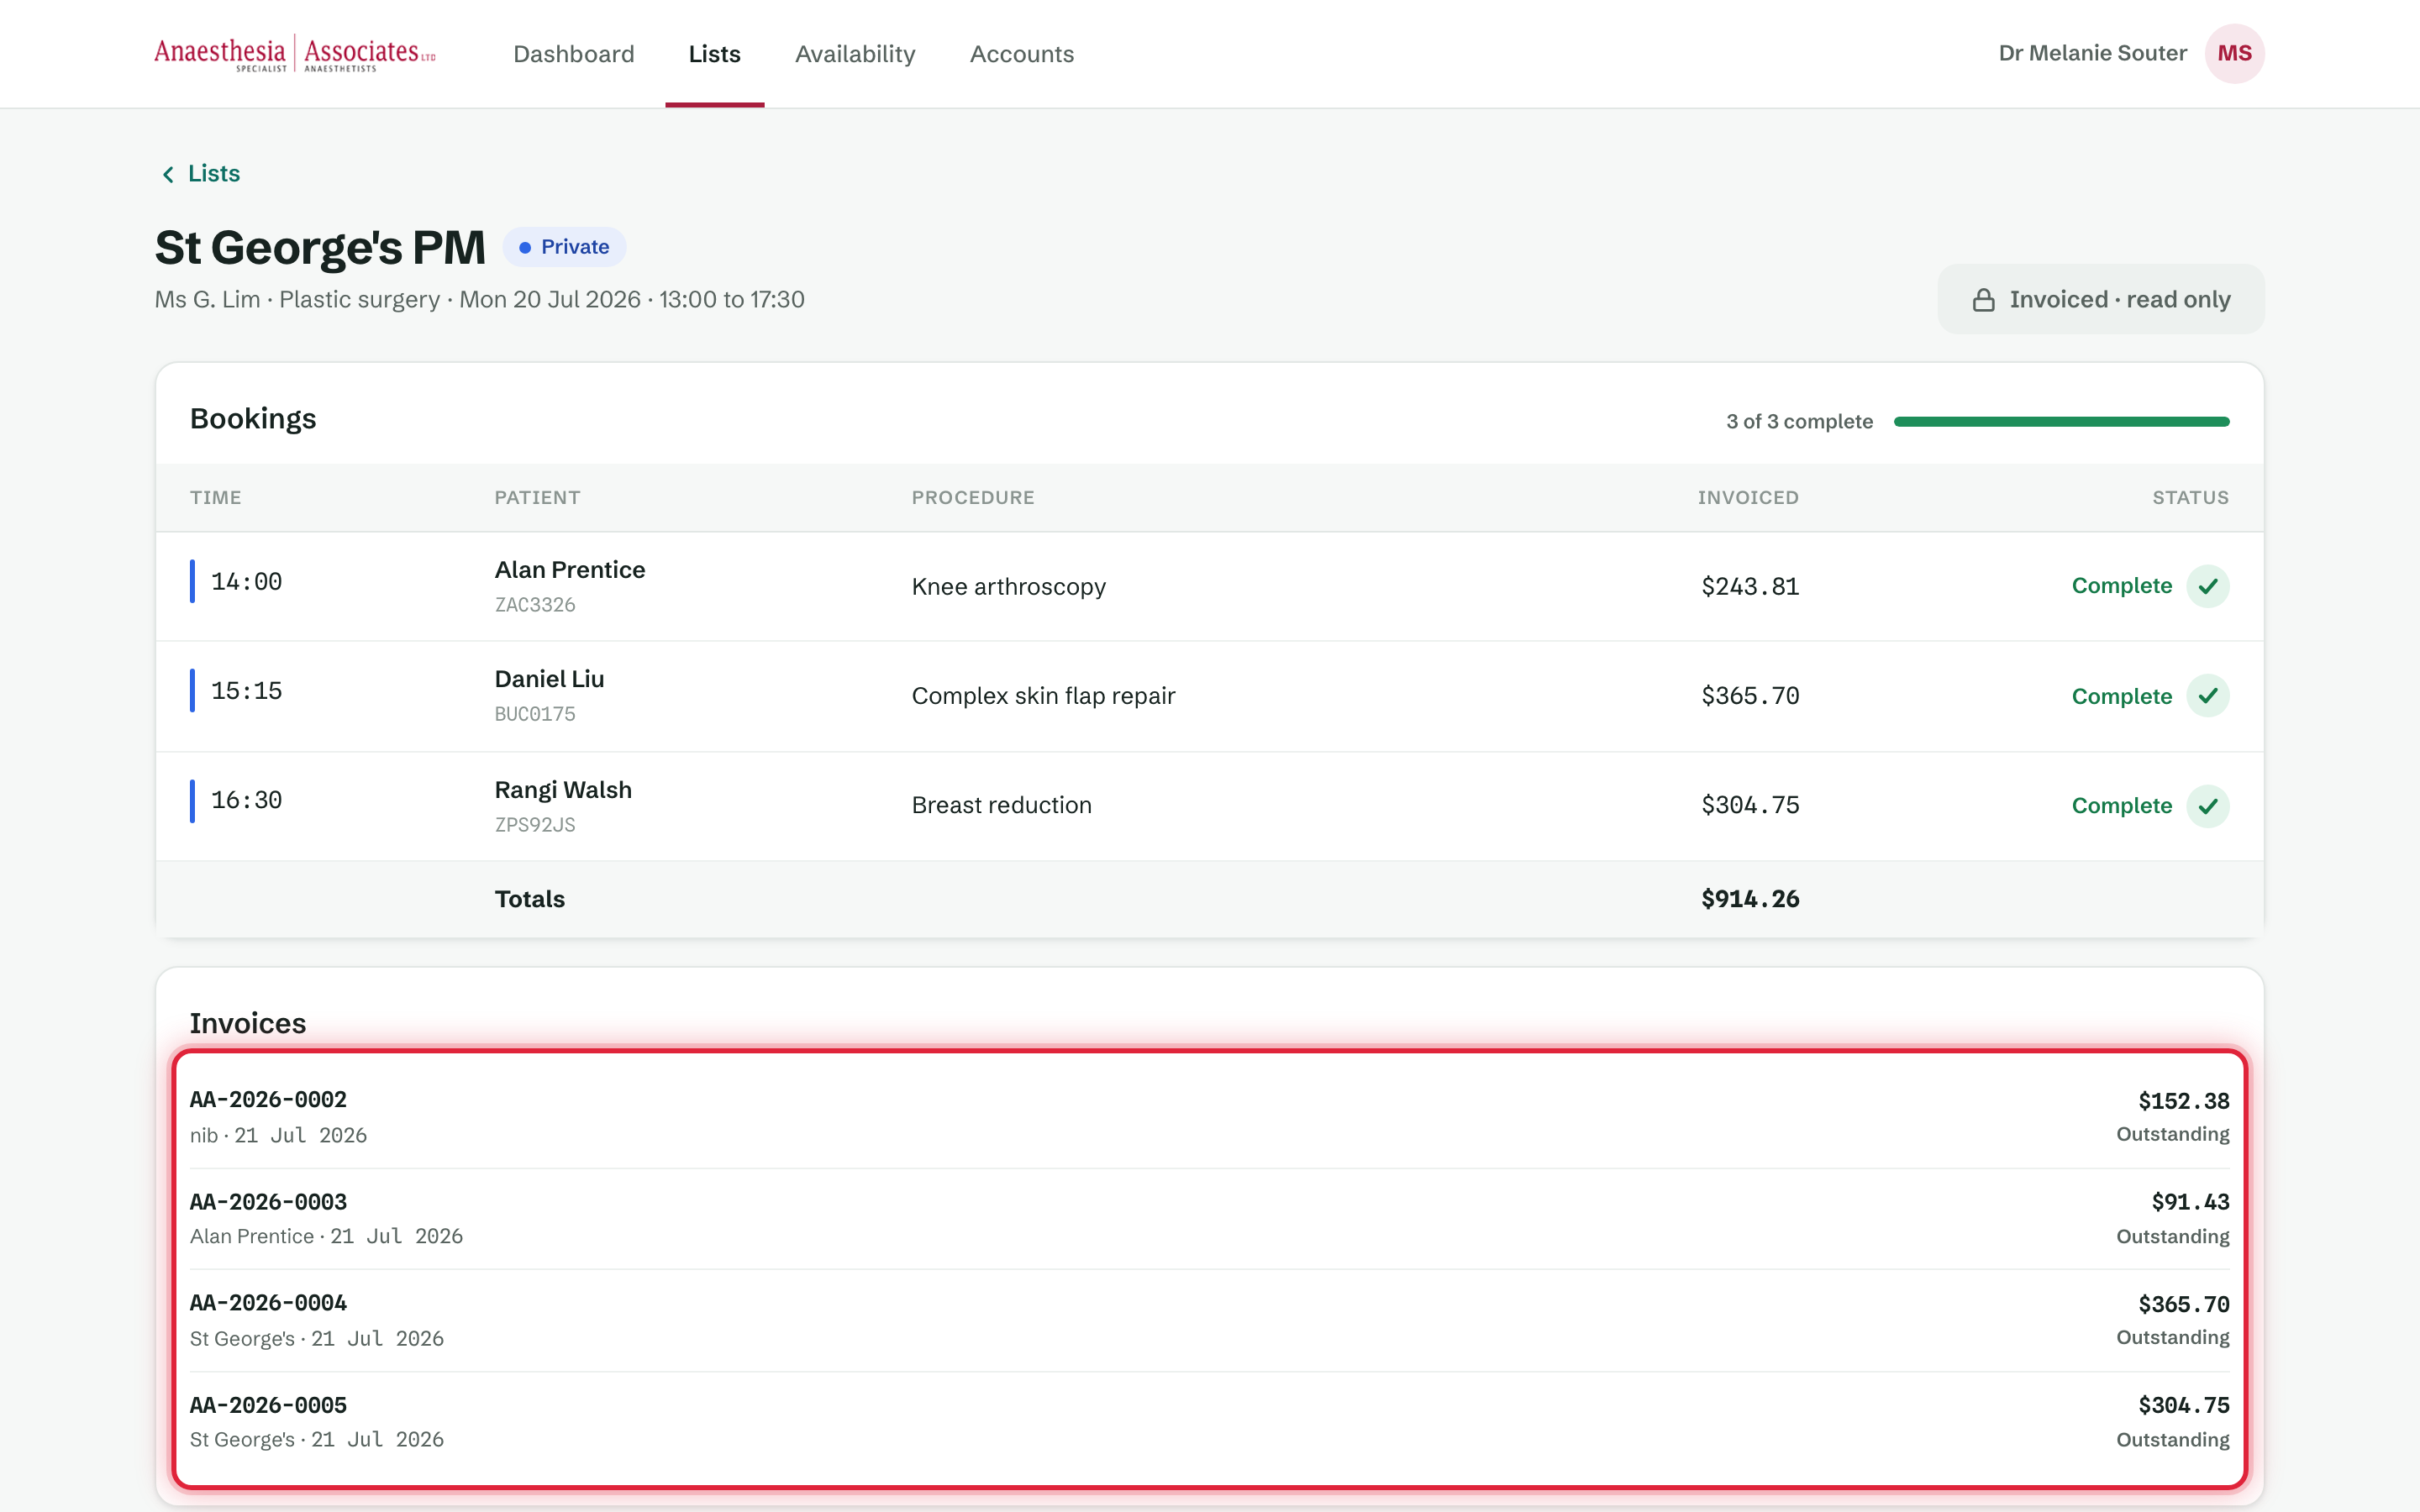 Anaesthesia | Associates LTD
SPECIALIST ANAESTHETISTS
Dashboard Lists Availability Accounts
Dr Melanie Souter MS
Lists
St George's PM Private
Ms G. Lim · Plastic surgery · Mon 20 Jul 2026 · 13:00 to 17:30
Invoiced · read only
Bookings 3 of 3 complete
TIME PATIENT PROCEDURE INVOICED STATUS
14:00 Alan Prentice Knee arthroscopy $243.81 Complete
ZAC3326
15:15 Daniel Liu Complex skin flap repair $365.70 Complete
BUC0175
16:30 Rangi Walsh Breast reduction $304.75 Complete
ZPS92JS
Totals $914.26
Invoices
AA-2026-0002 $152.38
nib · 21 Jul 2026 Outstanding
AA-2026-0003 $91.43
Alan Prentice · 21 Jul 2026 Outstanding
AA-2026-0004 $365.70
St George's · 21 Jul 2026 Outstanding
AA-2026-0005 $304.75
St George's · 21 Jul 2026 Outstanding